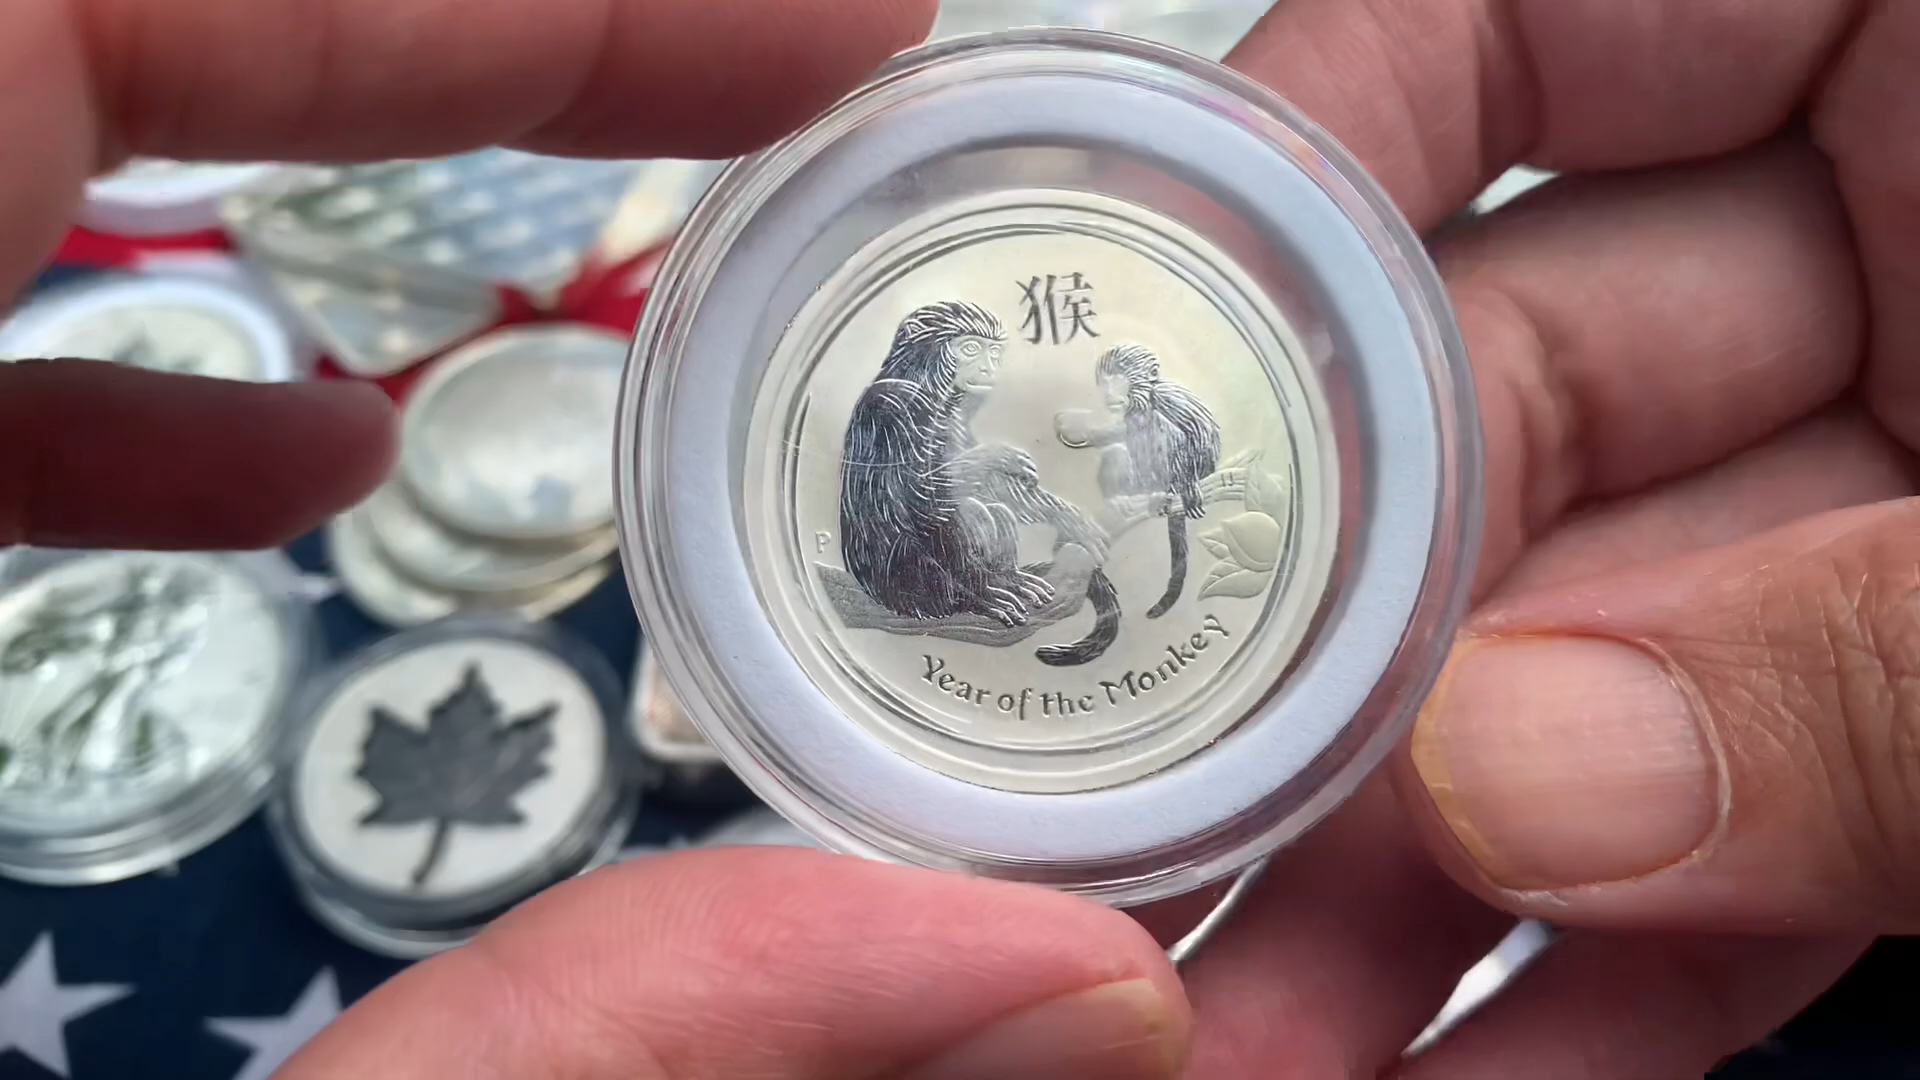 猴
P
Year of the Monkey